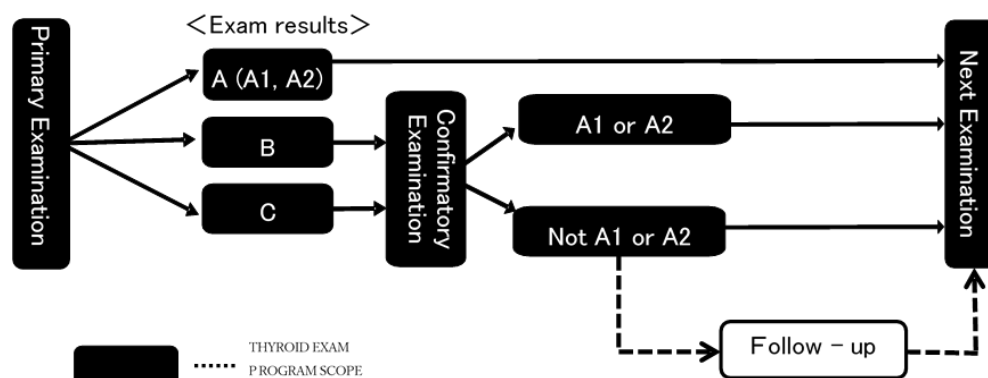 <Exam results>
Primary Examination
A (A1, A2)
B
C
Confirmatory
Examination
A1 or A2
Not A1 or A2
Follow - up
Next Examination
THYROID EXAM
PROGRAM SCOPE